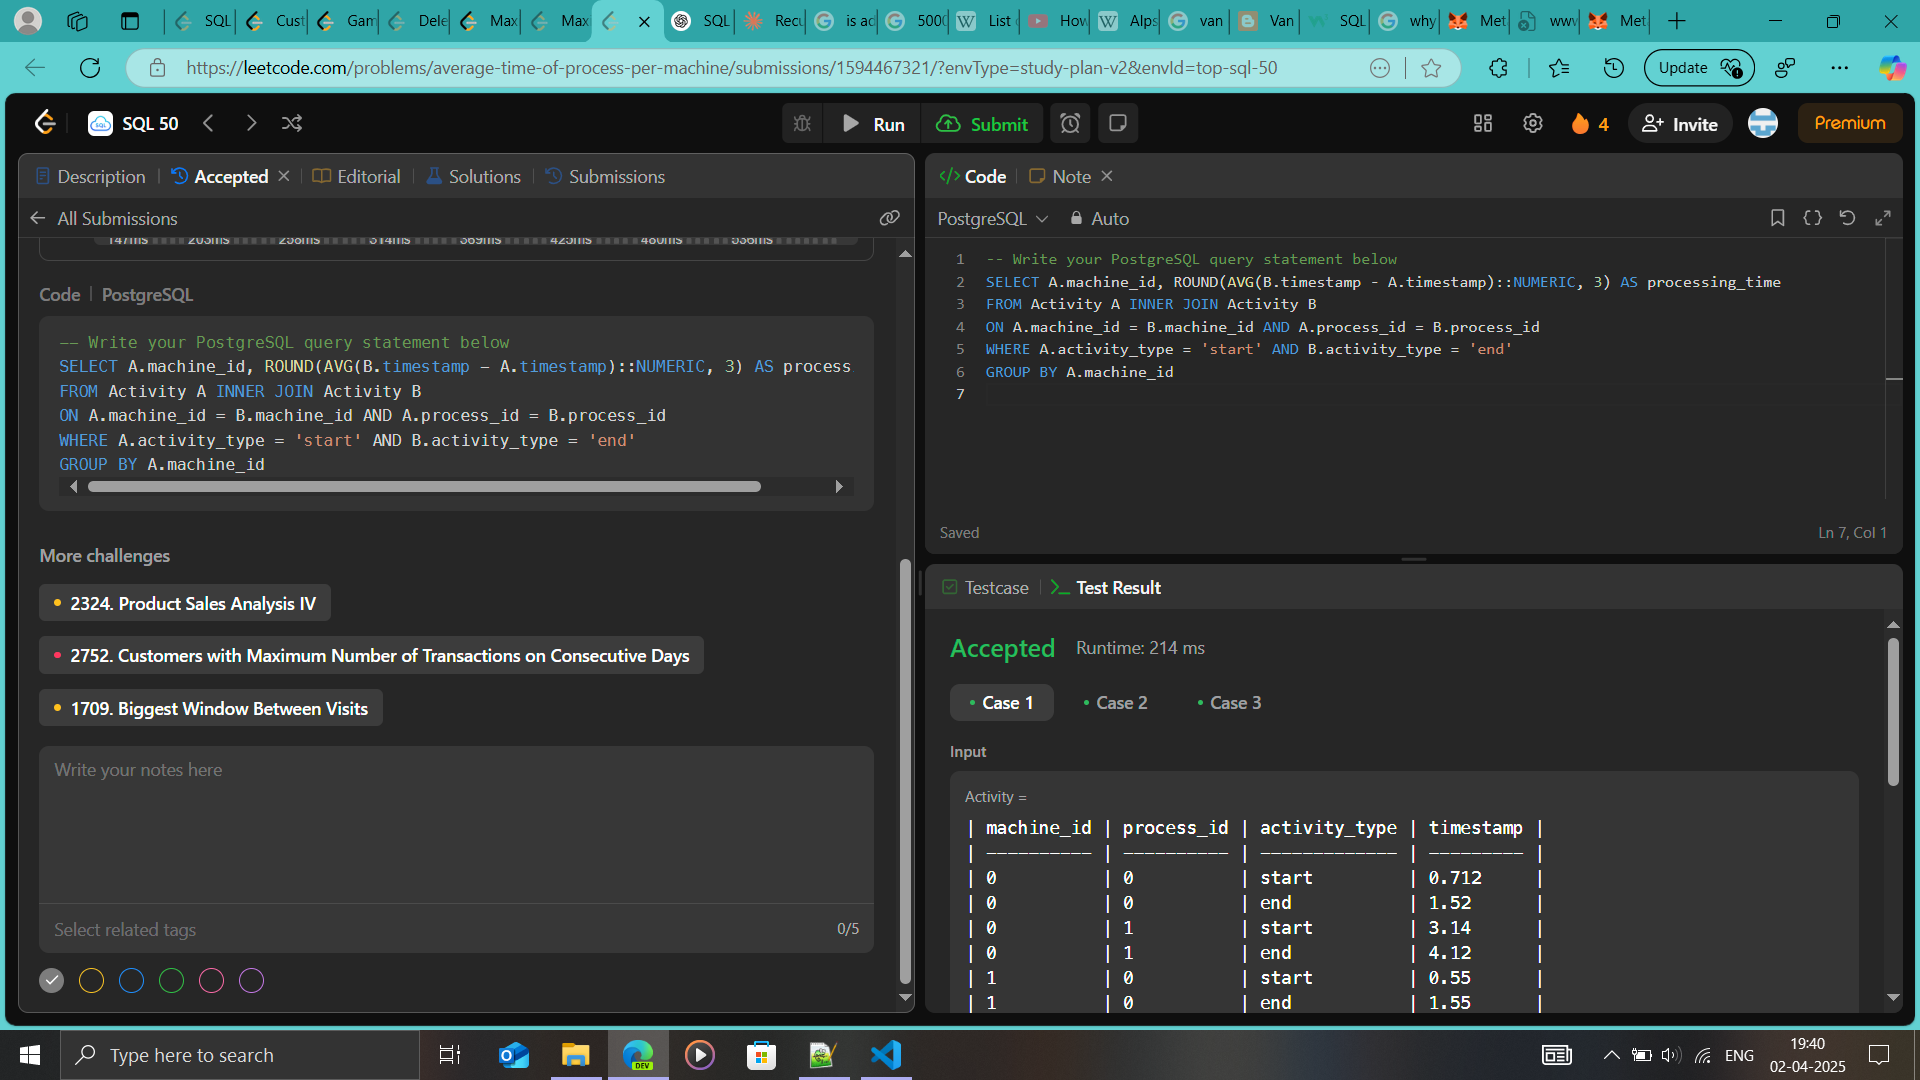 SQL
Cust
Gam
Dele
Max
Max
SQL
Recu
is ad
5000
List o
How
Alps
van
Van
SQL
why
Met
www
Met
https://leetcode.com/problems/average-time-of-process-per-machine/submissions/1594467321/?envType=study-plan-v2&envId=top-sql-50
Update
SQL 50
Run
Submit
4
Invite
Premium
Description
Accepted
Editorial
Solutions
Submissions
All Submissions
147ms 203ms 258ms 314ms 369ms 425ms 480ms 536ms
Code | PostgreSQL
-- Write your PostgreSQL query statement below
SELECT A.machine_id, ROUND(AVG(B.timestamp - A.timestamp)::NUMERIC, 3) AS process
FROM Activity A INNER JOIN Activity B
ON A.machine_id = B.machine_id AND A.process_id = B.process_id
WHERE A.activity_type = 'start' AND B.activity_type = 'end'
GROUP BY A.machine_id
More challenges
2324. Product Sales Analysis IV
2752. Customers with Maximum Number of Transactions on Consecutive Days
1709. Biggest Window Between Visits
Write your notes here
Select related tags
0/5
Code
Note
PostgreSQL
Auto
1 -- Write your PostgreSQL query statement below
2 SELECT A.machine_id, ROUND(AVG(B.timestamp - A.timestamp)::NUMERIC, 3) AS processing_time
3 FROM Activity A INNER JOIN Activity B
4 ON A.machine_id = B.machine_id AND A.process_id = B.process_id
5 WHERE A.activity_type = 'start' AND B.activity_type = 'end'
6 GROUP BY A.machine_id
7
Saved
Ln 7, Col 1
Testcase
Test Result
Accepted
Runtime: 214 ms
Case 1
Case 2
Case 3
Input
Activity =
| machine_id | process_id | activity_type | timestamp |
| ---------- | ---------- | ------------- | --------- |
| 0 | 0 | start | 0.712 |
| 0 | 0 | end | 1.52 |
| 0 | 1 | start | 3.14 |
| 0 | 1 | end | 4.12 |
| 1 | 0 | start | 0.55 |
| 1 | 0 | end | 1.55 |
Type here to search
DEV
ENG
19:40
02-04-2025